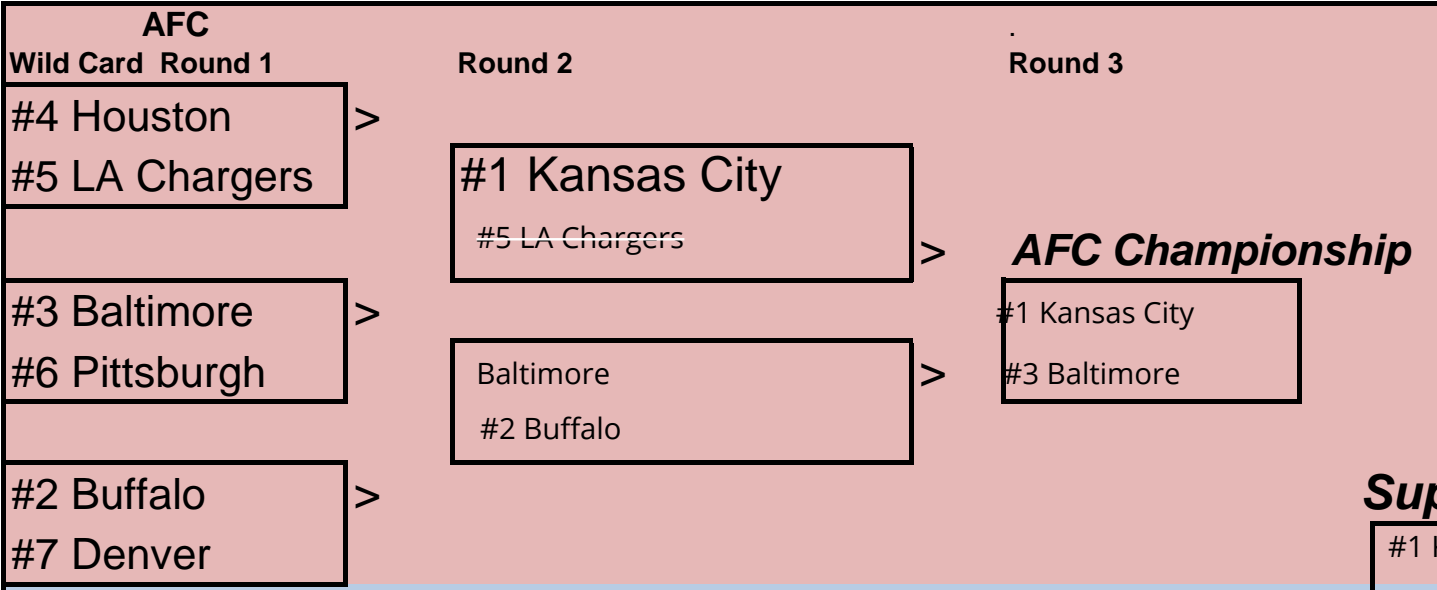 AFC
.
Wild Card Round 1
Round 2
Round 3
#4 Houston
>
#5 LA Chargers
#1 Kansas City
#5 LA Chargers
>
AFC Championship
#3 Baltimore
>
#1 Kansas City
#6 Pittsburgh
Baltimore
>
#3 Baltimore
#2 Buffalo
#2 Buffalo
>
Sup
#7 Denver
#1